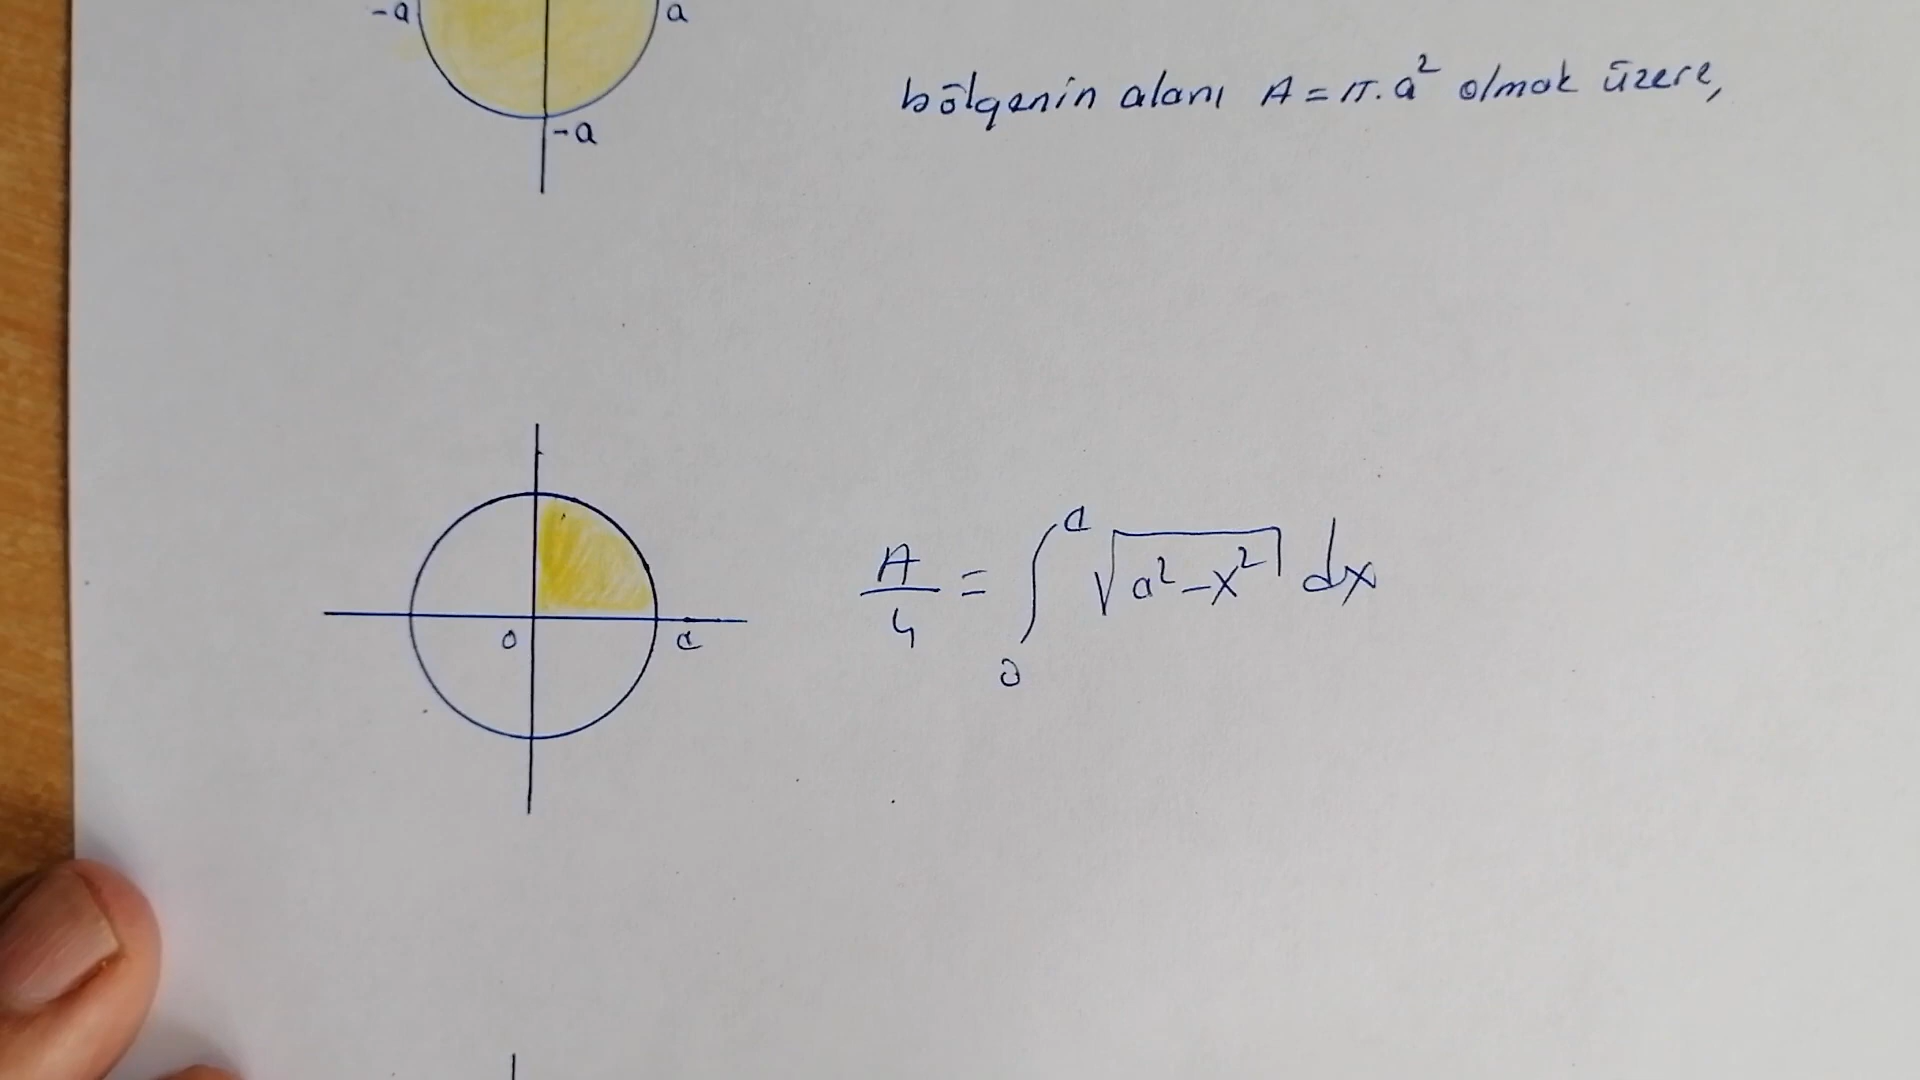 -a a
-a
bölgenin alanı A = π.a² olmak üzere,
0 a
A/4 = ∫₀ᵃ √(a²-x²) dx